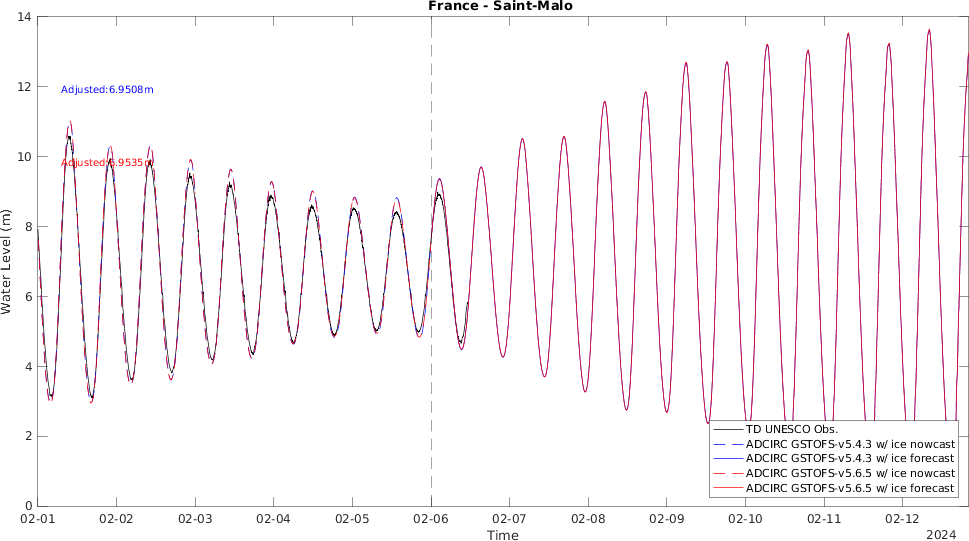 France - Saint-Malo
Water Level (m)
14
12
10
8
6
4
2
0
Adjusted:6.9508m
Adjusted:6.9535m
TD UNESCO Obs.
ADCIRC GSTOFS-v5.4.3 w/ ice nowcast
ADCIRC GSTOFS-v5.4.3 w/ ice forecast
ADCIRC GSTOFS-v5.6.5 w/ ice nowcast
ADCIRC GSTOFS-v5.6.5 w/ ice forecast
02-01 02-02 02-03 02-04 02-05 02-06 02-07 02-08 02-09 02-10 02-11 02-12
Time
2024